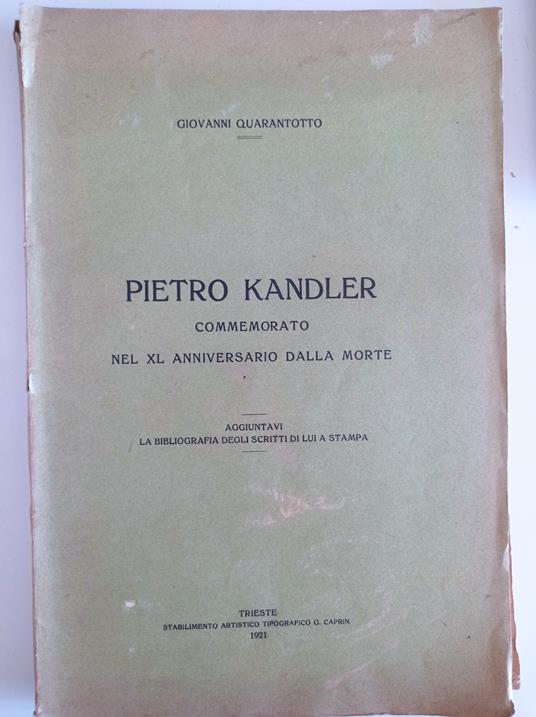 GIOVANNI QUARANTOTTO
PIETRO KANDLER
COMMEMORATO
NEL XL ANNIVERSARIO DALLA MORTE
AGGIUNTAVI
LA BIBLIOGRAFIA DEGLI SCRITTI DI LUI A STAMPA
TRIESTE
STABILIMENTO ARTISTICO TIPOGRAFICO G. CAPRIN
1921